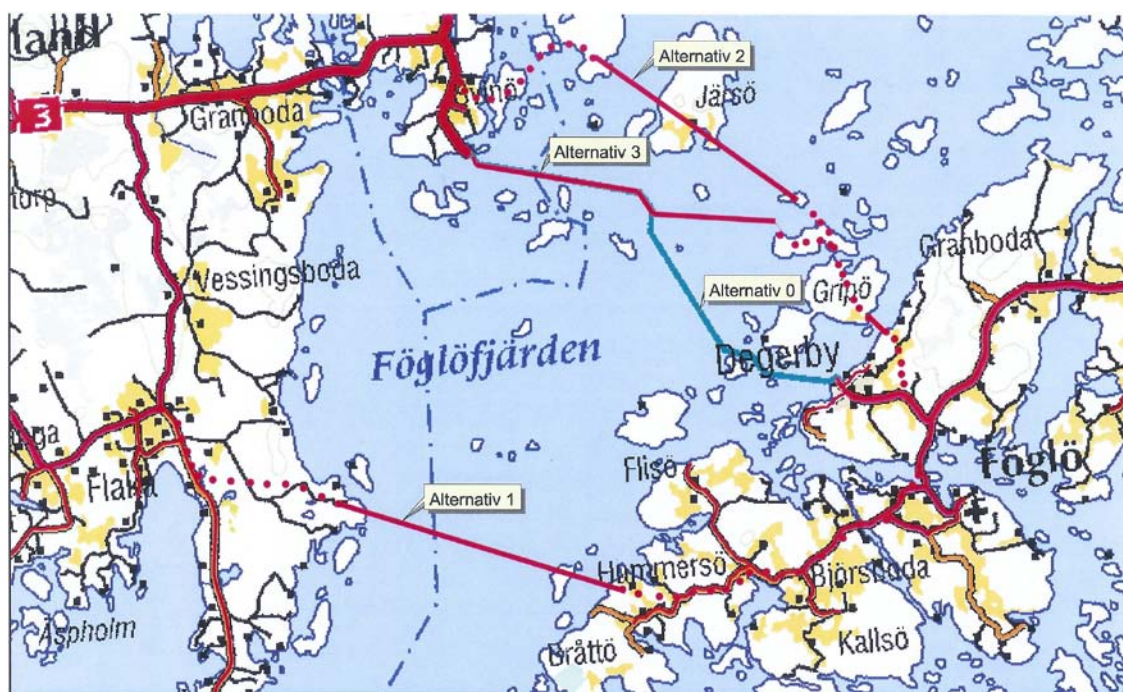 land
Alternativ 2
Järsö
3
Granboda
Alternativ 3
torp
Granboda
Vessingsboda
Alternativ 0
Gripö
Föglöfjärden
Degerby
Föglö
Flisö
Flaka
Alternativ 1
Hummersö
Björsboda
Bråttö
Kallsö
Äspholm